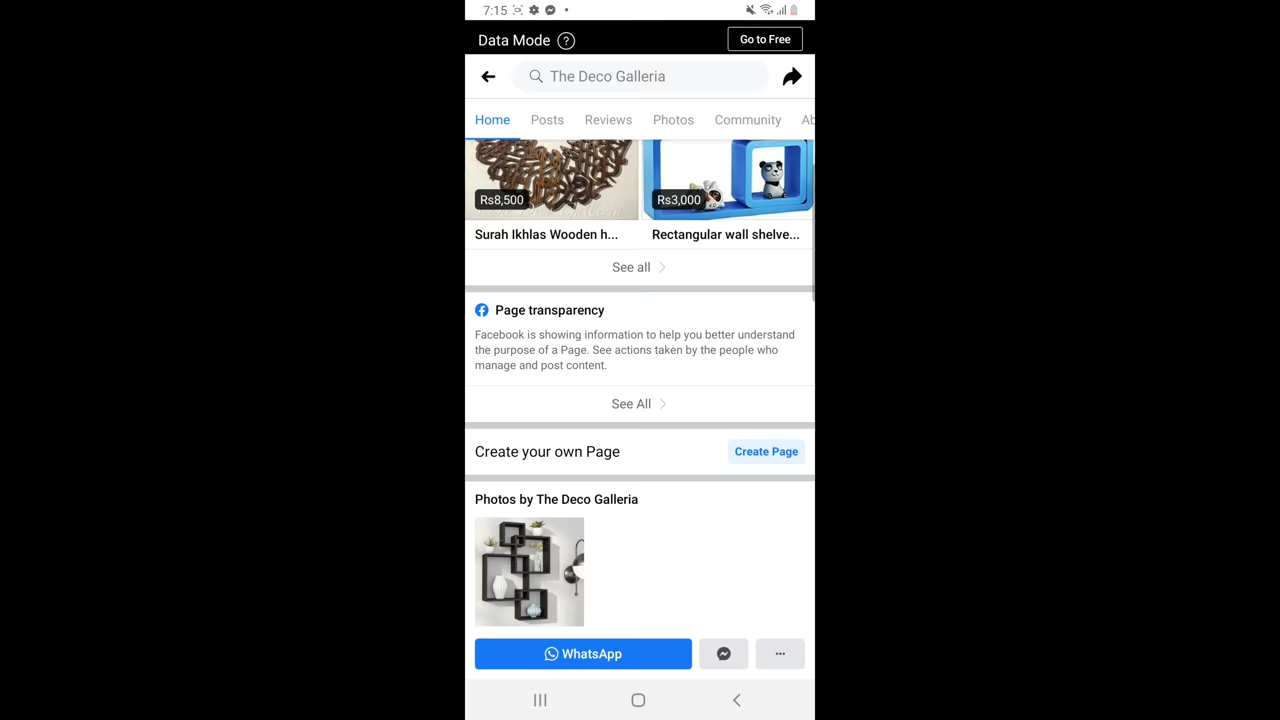 7:15
Data Mode ?
Go to Free
The Deco Galleria
Home Posts Reviews Photos Community Ab
Rs8,500
Rs3,000
Surah Ikhlas Wooden h...
Rectangular wall shelve...
See all
Page transparency
Facebook is showing information to help you better understand
the purpose of a Page. See actions taken by the people who
manage and post content.
See All
Create your own Page
Create Page
Photos by The Deco Galleria
WhatsApp